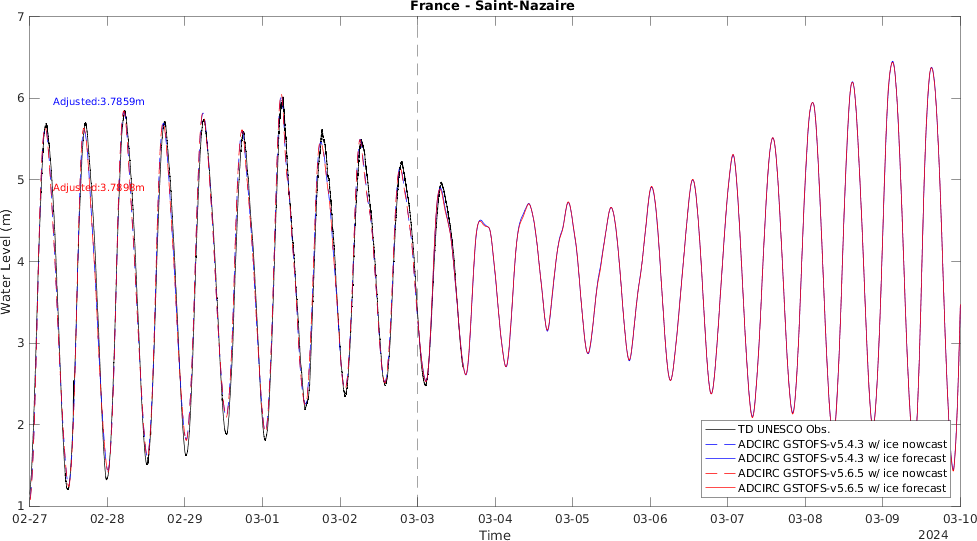 France - Saint-Nazaire
7
6
5
4
3
2
1
Water Level (m)
Adjusted:3.7859m
Adjusted:3.7898m
TD UNESCO Obs.
ADCIRC GSTOFS-v5.4.3 w/ ice nowcast
ADCIRC GSTOFS-v5.4.3 w/ ice forecast
ADCIRC GSTOFS-v5.6.5 w/ ice nowcast
ADCIRC GSTOFS-v5.6.5 w/ ice forecast
02-27 02-28 02-29 03-01 03-02 03-03 03-04 03-05 03-06 03-07 03-08 03-09 03-10
Time
2024